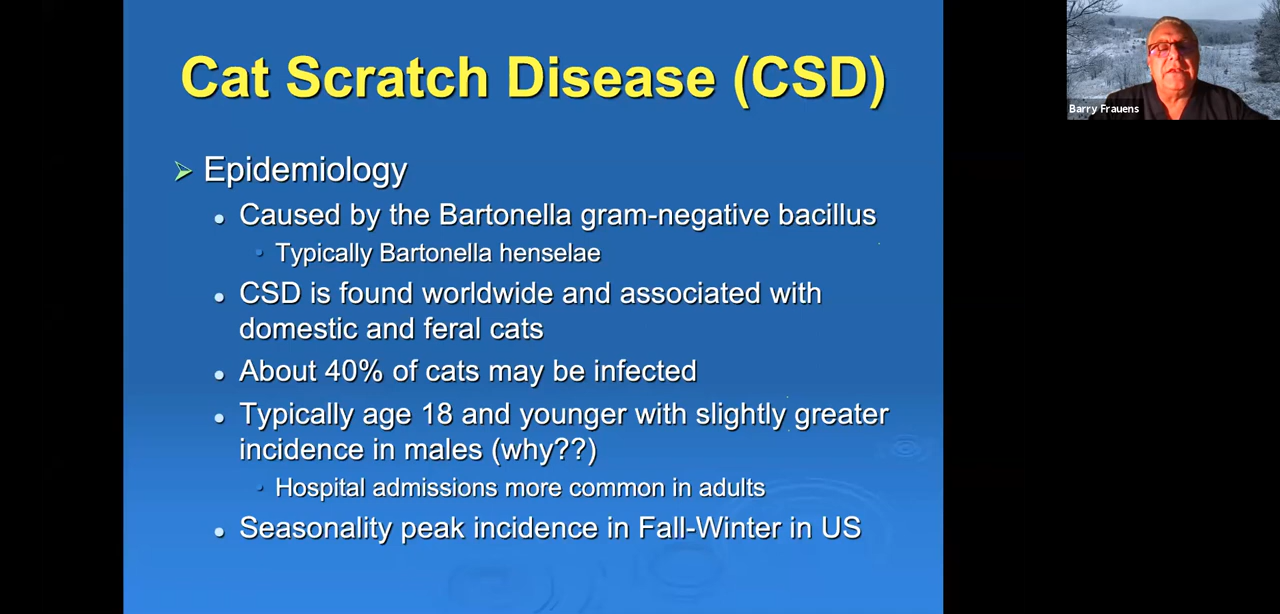 Cat Scratch Disease (CSD)
Epidemiology
Caused by the Bartonella gram-negative bacillus
Typically Bartonella henselae
CSD is found worldwide and associated with
domestic and feral cats
About 40% of cats may be infected
Typically age 18 and younger with slightly greater
incidence in males (why??)
Hospital admissions more common in adults
Seasonality peak incidence in Fall-Winter in US
Barry Frauens